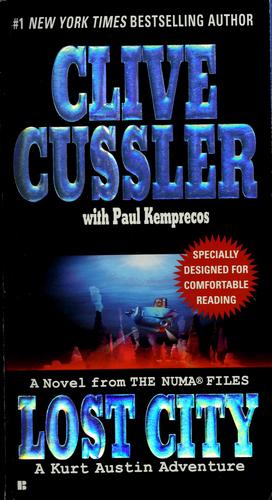 #1 NEW YORK TIMES BESTSELLING AUTHOR
CLIVE
CUSSLER
with Paul Kemprecos
SPECIALLY
DESIGNED FOR
COMFORTABLE
READING
A Novel from THE NUMA® FILES
LOST CITY
A Kurt Austin Adventure
B